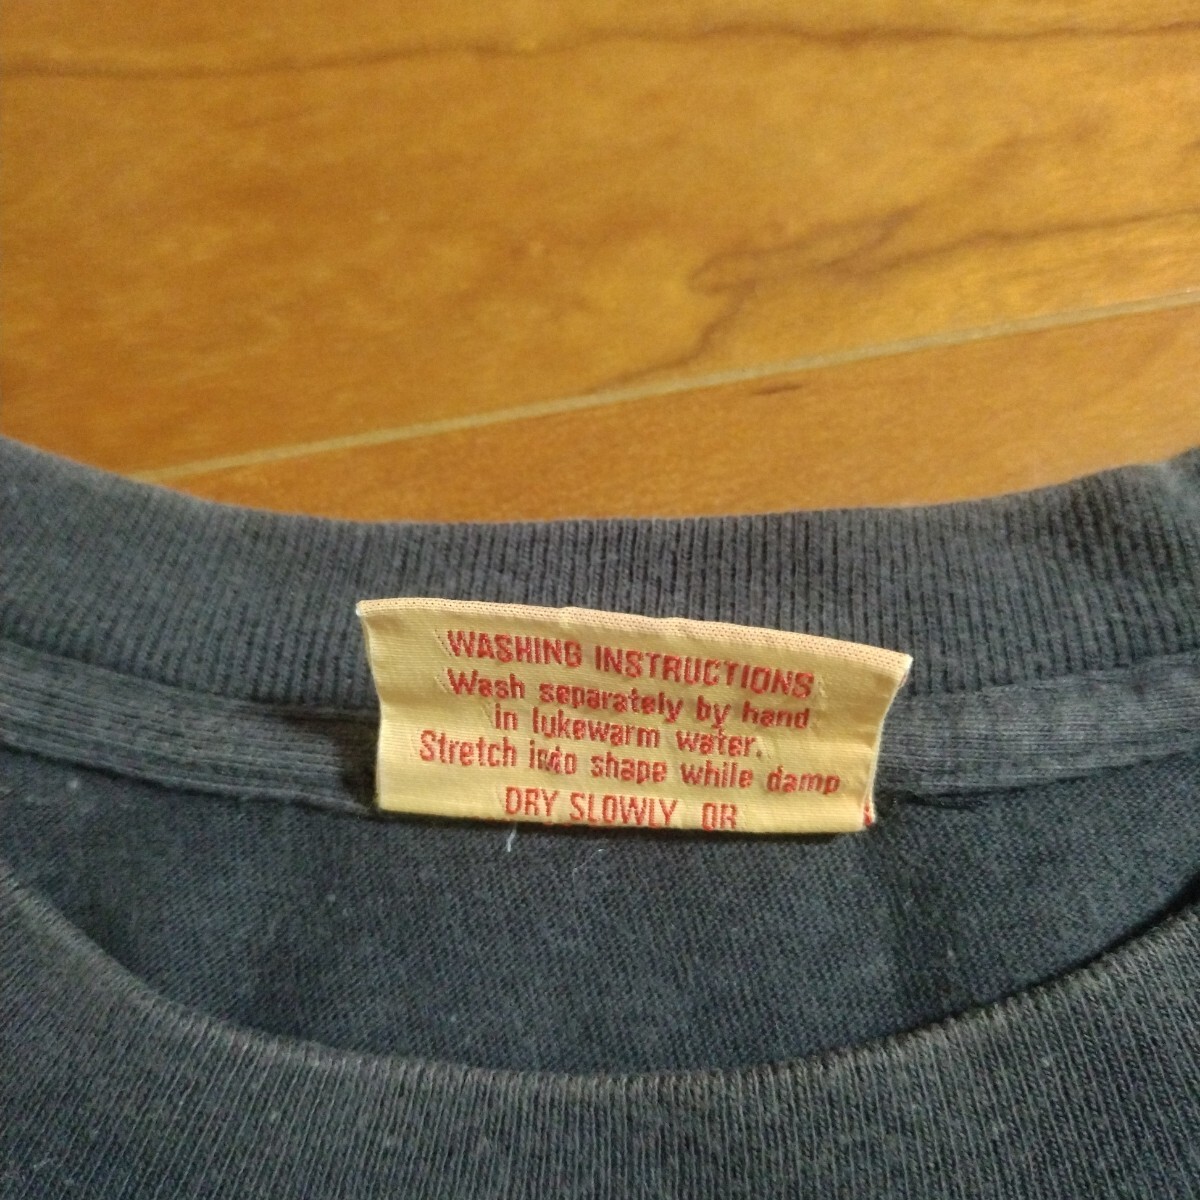 WASHING INSTRUCTIONS
Wash separately by hand
in lukewarm water.
Stretch into shape while damp
DRY SLOWLY OR